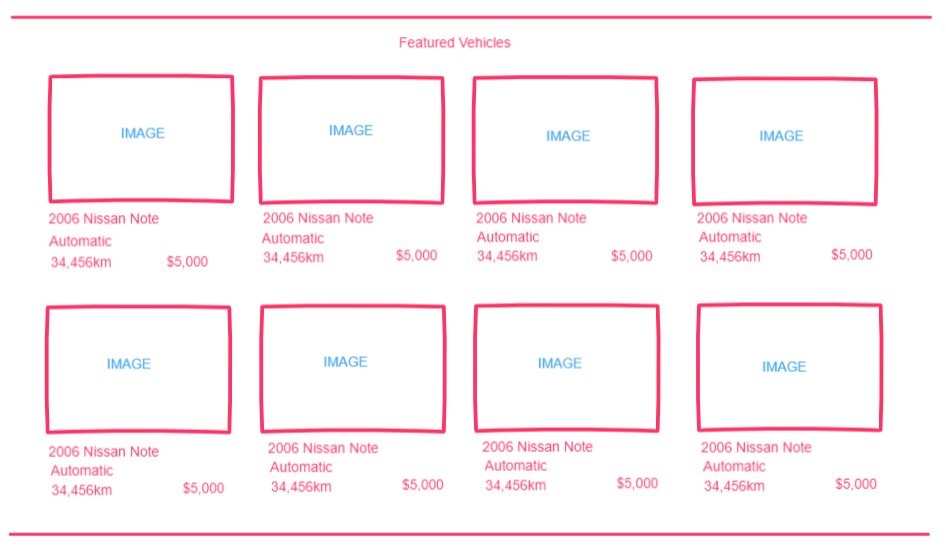 Featured Vehicles
IMAGE IMAGE IMAGE IMAGE
2006 Nissan Note 2006 Nissan Note 2006 Nissan Note 2006 Nissan Note
Automatic Automatic Automatic Automatic
34,456km $5,000 34,456km $5,000 34,456km $5,000 34,456km $5,000
IMAGE IMAGE IMAGE IMAGE
2006 Nissan Note 2006 Nissan Note 2006 Nissan Note 2006 Nissan Note
Automatic Automatic Automatic Automatic
34,456km $5,000 34,456km $5,000 34,456km $5,000 34,456km $5,000